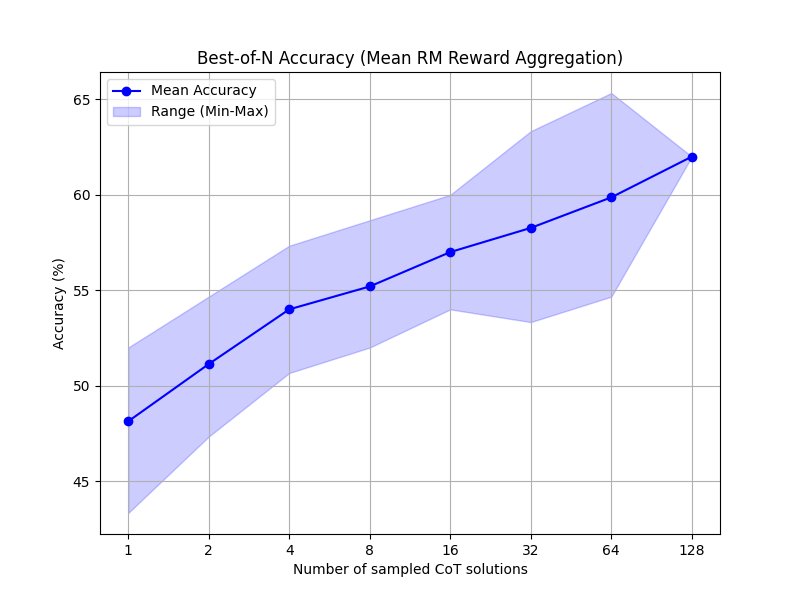 Best-of-N Accuracy (Mean RM Reward Aggregation)
Mean Accuracy
Range (Min-Max)
Accuracy (%)
65
60
55
50
45
1 2 4 8 16 32 64 128
Number of sampled CoT solutions